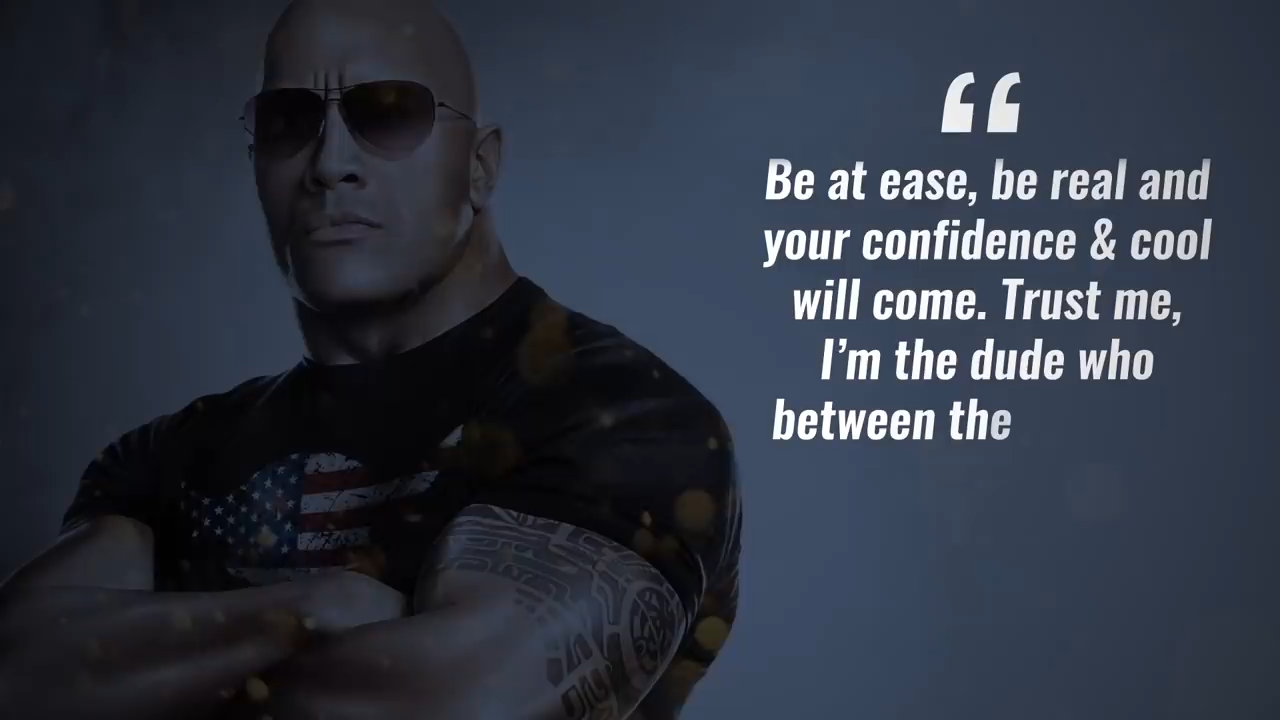 “
Be at ease, be real and
your confidence & cool
will come. Trust me,
I’m the dude who
between the